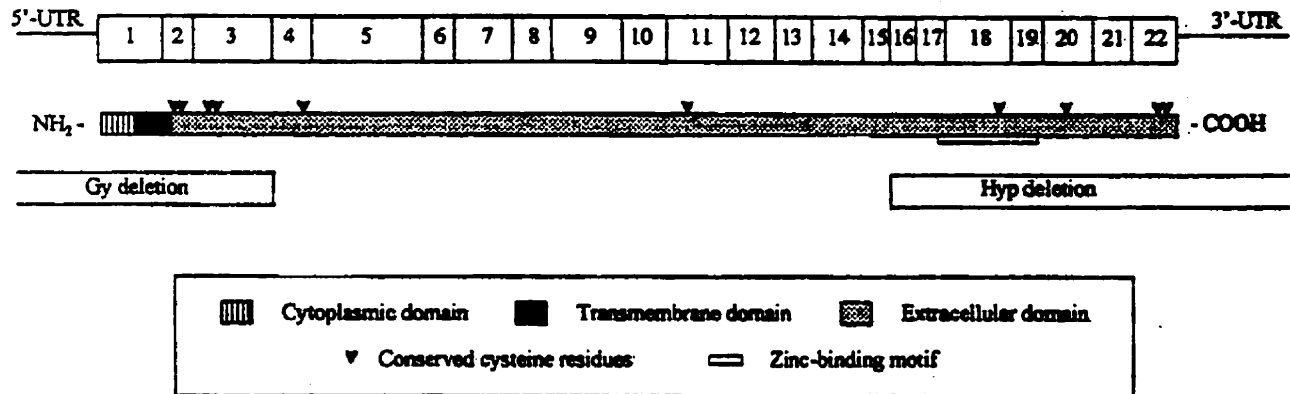 5'-UTR 1 2 3 4 5 6 7 8 9 10 11 12 13 14 15 16 17 18 19 20 21 22 3'-UTR
NH₂ - - COOH
Gy deletion Hyp deletion
Cytoplasmic domain Transmembrane domain Extracellular domain
Conserved cysteine residues Zinc-binding motif